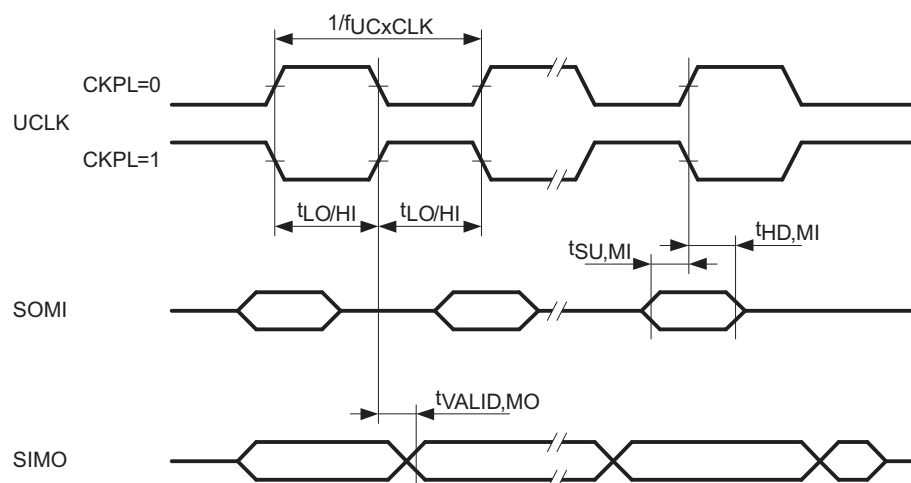 1/fUCxCLK
CKPL=0
UCLK
CKPL=1
tLO/HI tLO/HI
tSU,MI tHD,MI
SOMI
tVALID,MO
SIMO